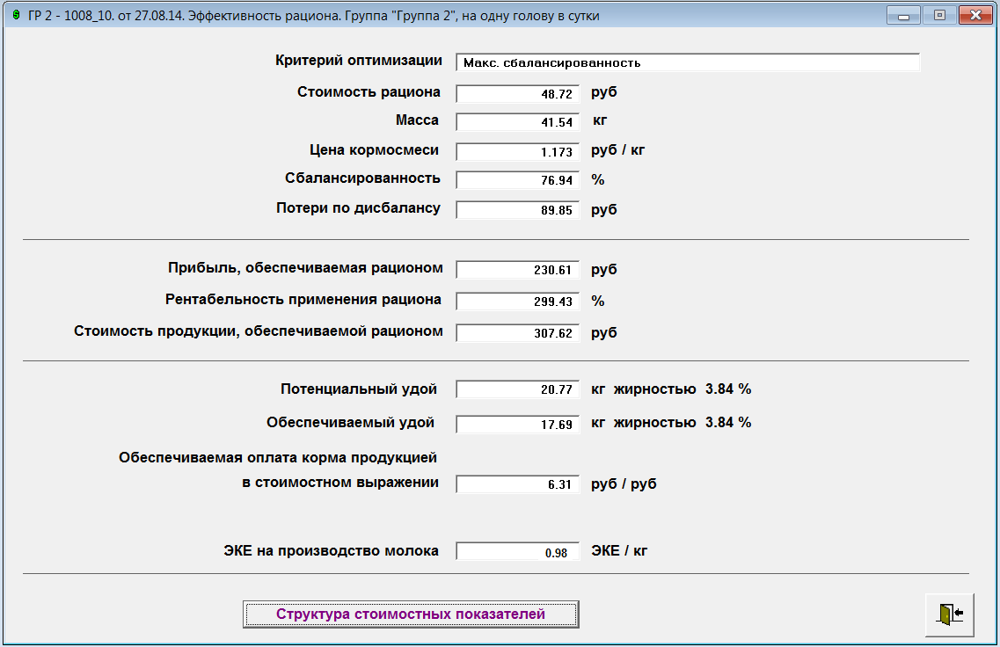 ГР 2 - 1008_10. от 27.08.14. Эффективность рациона. Группа "Группа 2", на одну голову в сутки
Критерий оптимизации Макс. сбалансированность
Стоимость рациона 48.72 руб
Масса 41.54 кг
Цена кормосмеси 1.173 руб / кг
Сбалансированность 76.94 %
Потери по дисбалансу 89.85 руб
Прибыль, обеспечиваемая рационом 230.61 руб
Рентабельность применения рациона 299.43 %
Стоимость продукции, обеспечиваемой рационом 307.62 руб
Потенциальный удой 20.77 кг жирностью 3.84 %
Обеспечиваемый удой 17.69 кг жирностью 3.84 %
Обеспечиваемая оплата корма продукцией
в стоимостном выражении 6.31 руб / руб
ЭКЕ на производство молока 0.98 ЭКЕ / кг
Структура стоимостных показателей